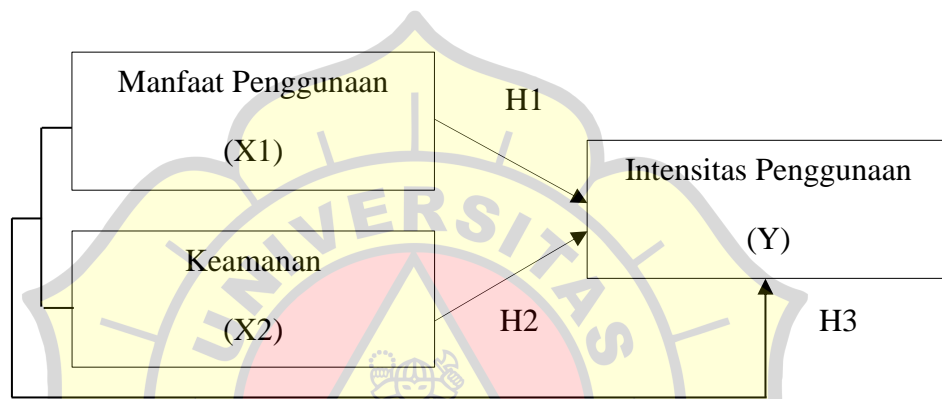 Manfaat Penggunaan
(X1)
H1
Intensitas Penggunaan
(Y)
Keamanan
(X2)
H2
H3
UNIVERSITAS